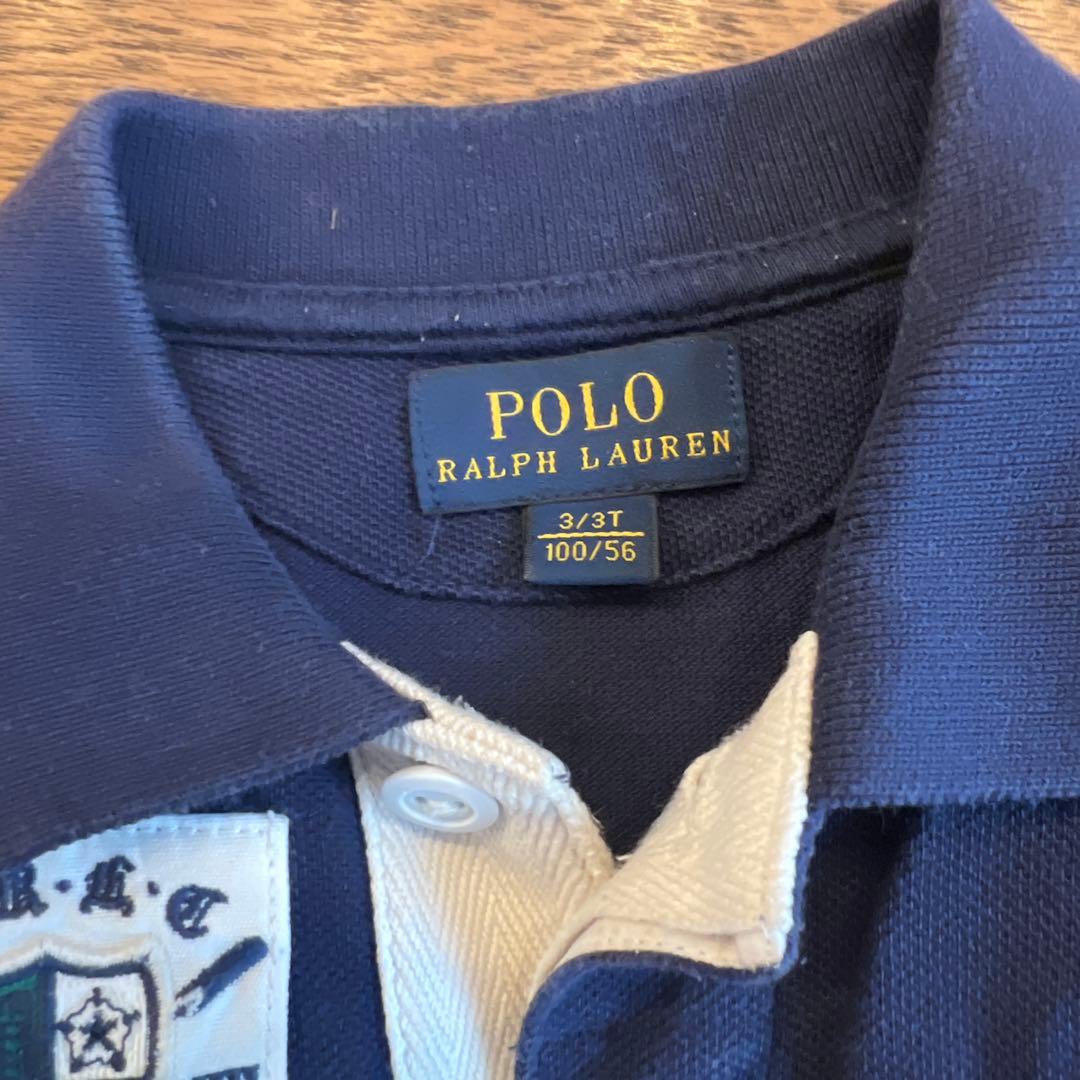 POLO
RALPH LAUREN
3/3T
100/56
R.L.C